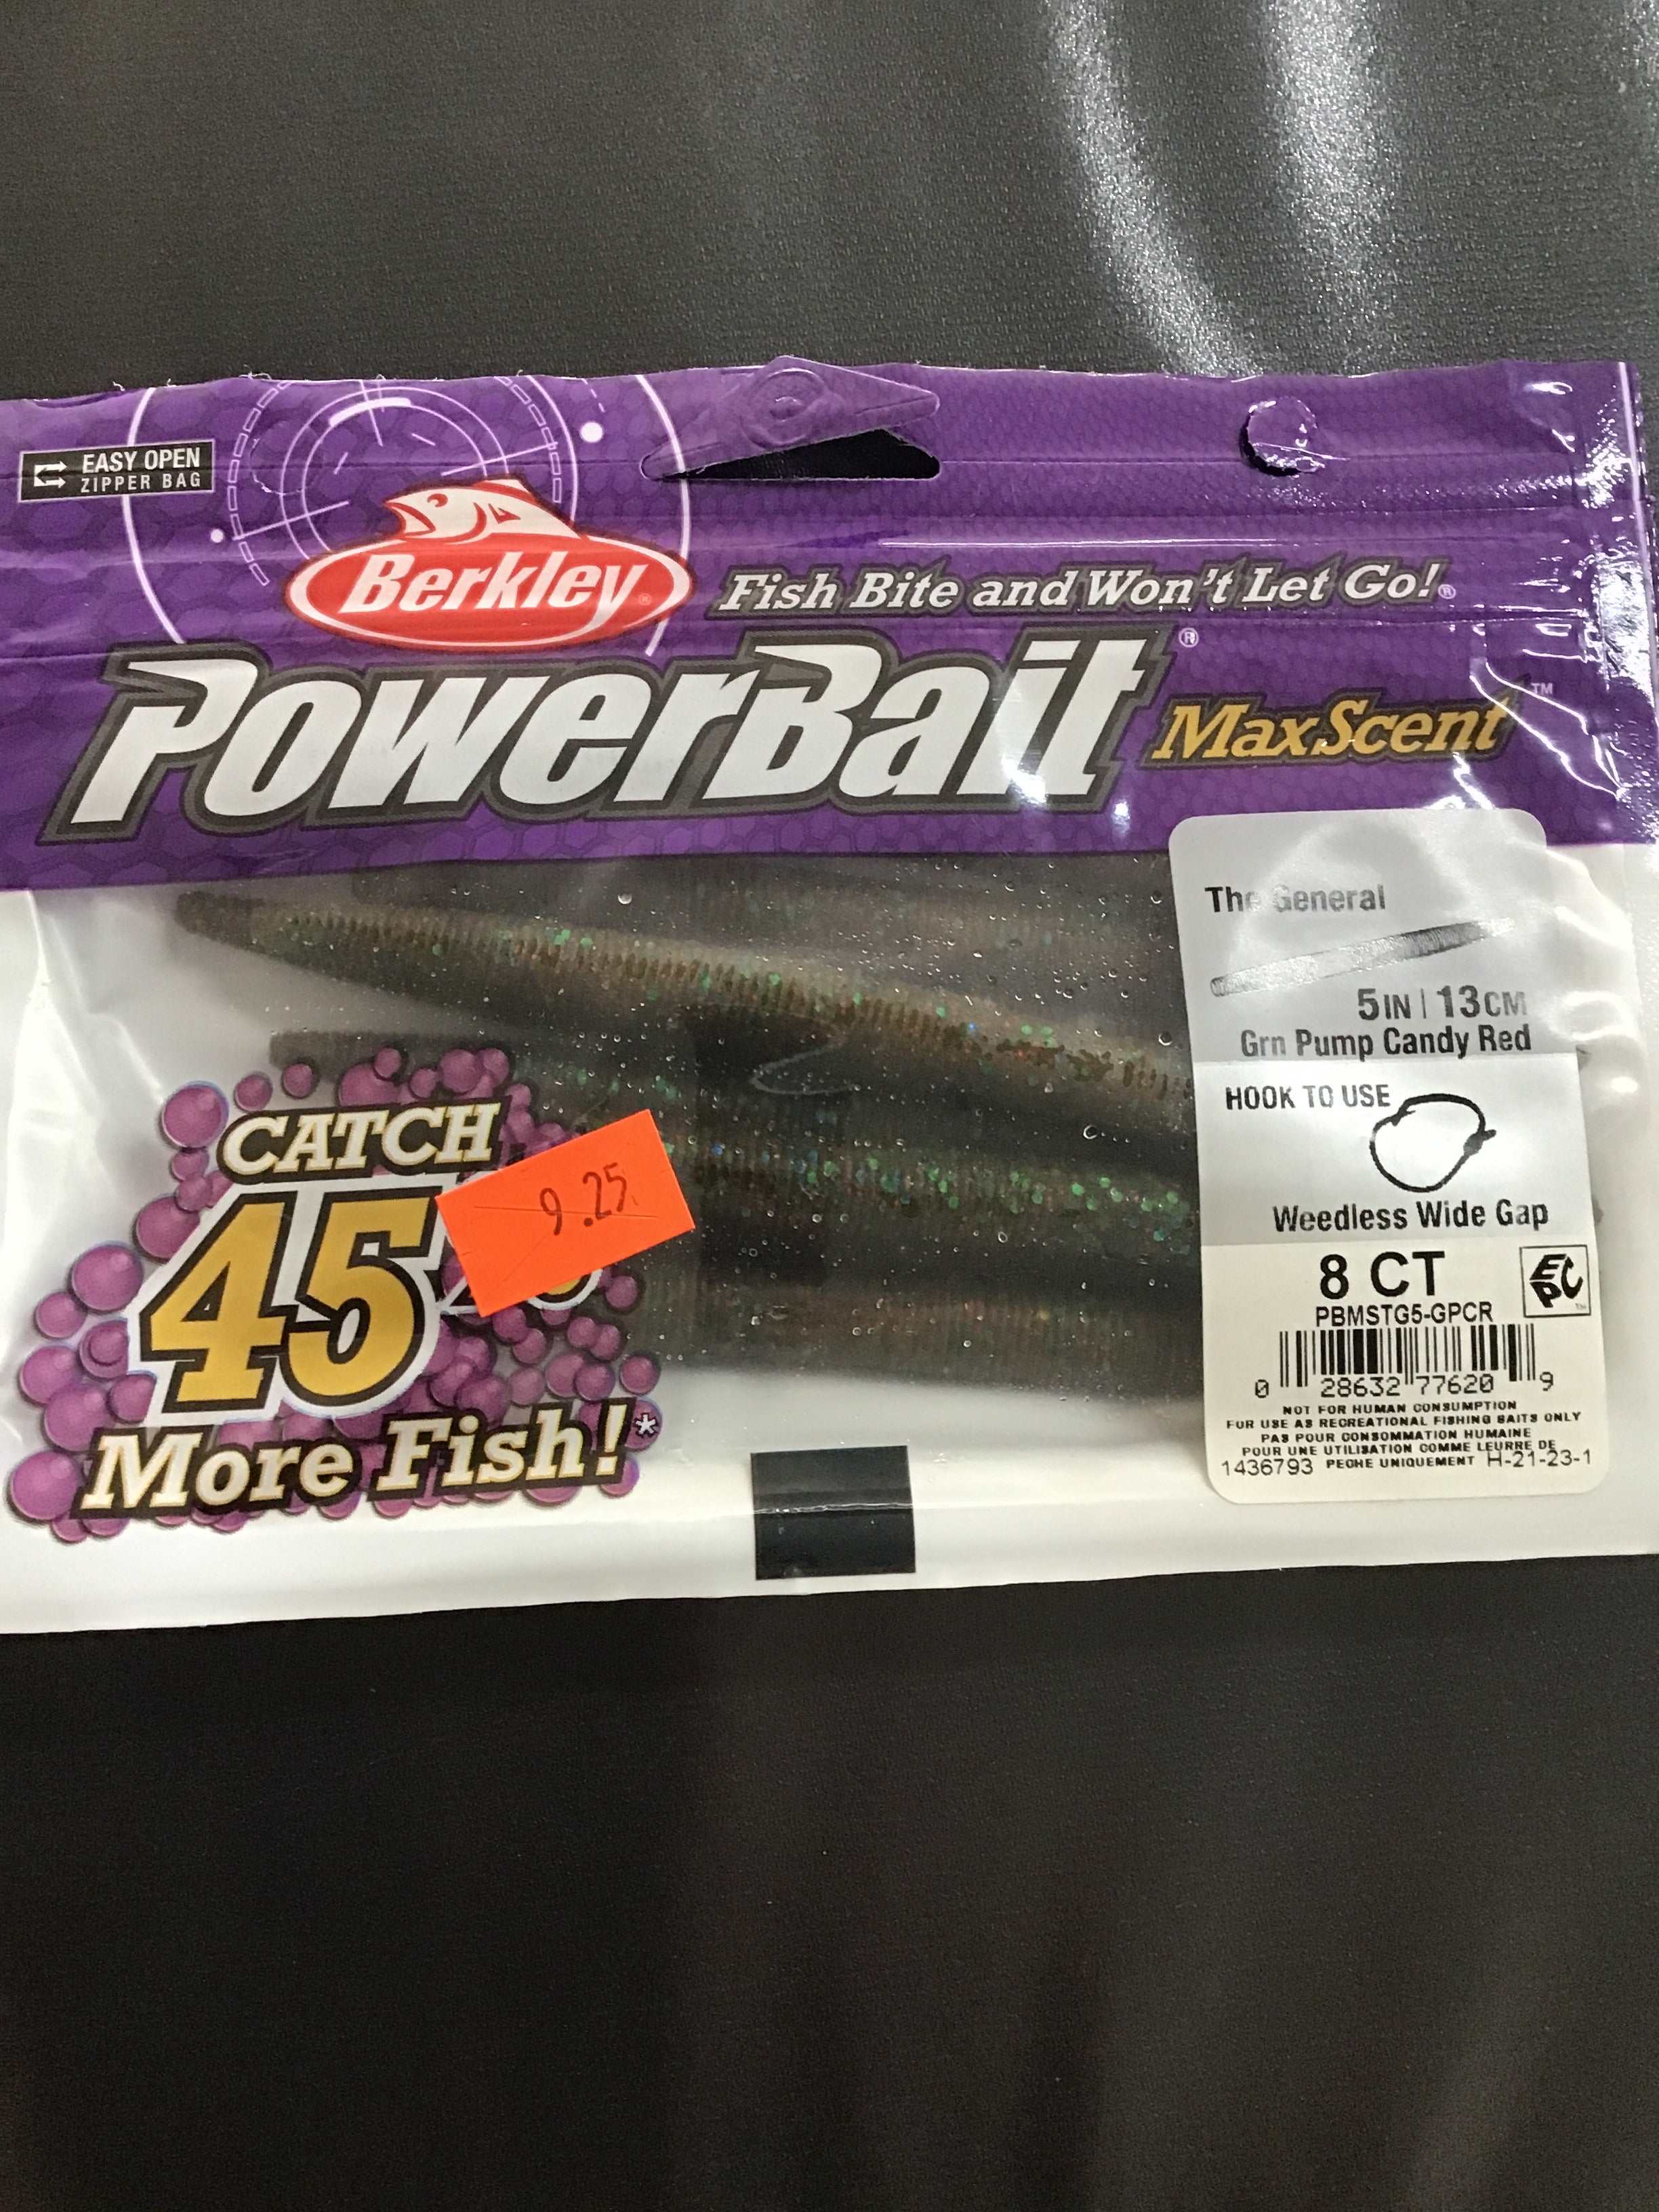 EASY OPEN
ZIPPER BAG
Berkley®
Fish Bite and Won't Let Go!®
PowerBait®
MaxScent™
The General
5IN | 13CM
Grn Pump Candy Red
HOOK TO USE
Weedless Wide Gap
8 CT
EC
PC™
PBMSTG5-GPCR
0 28632 77620 9
NOT FOR HUMAN CONSUMPTION
FOR USE AS RECREATIONAL FISHING BAITS ONLY
PAS POUR CONSOMMATION HUMAINE
POUR UNE UTILISATION COMME LEURRE DE
1436793 PECHE UNIQUEMENT H-21-23-1
CATCH
45
9.25
More Fish!*